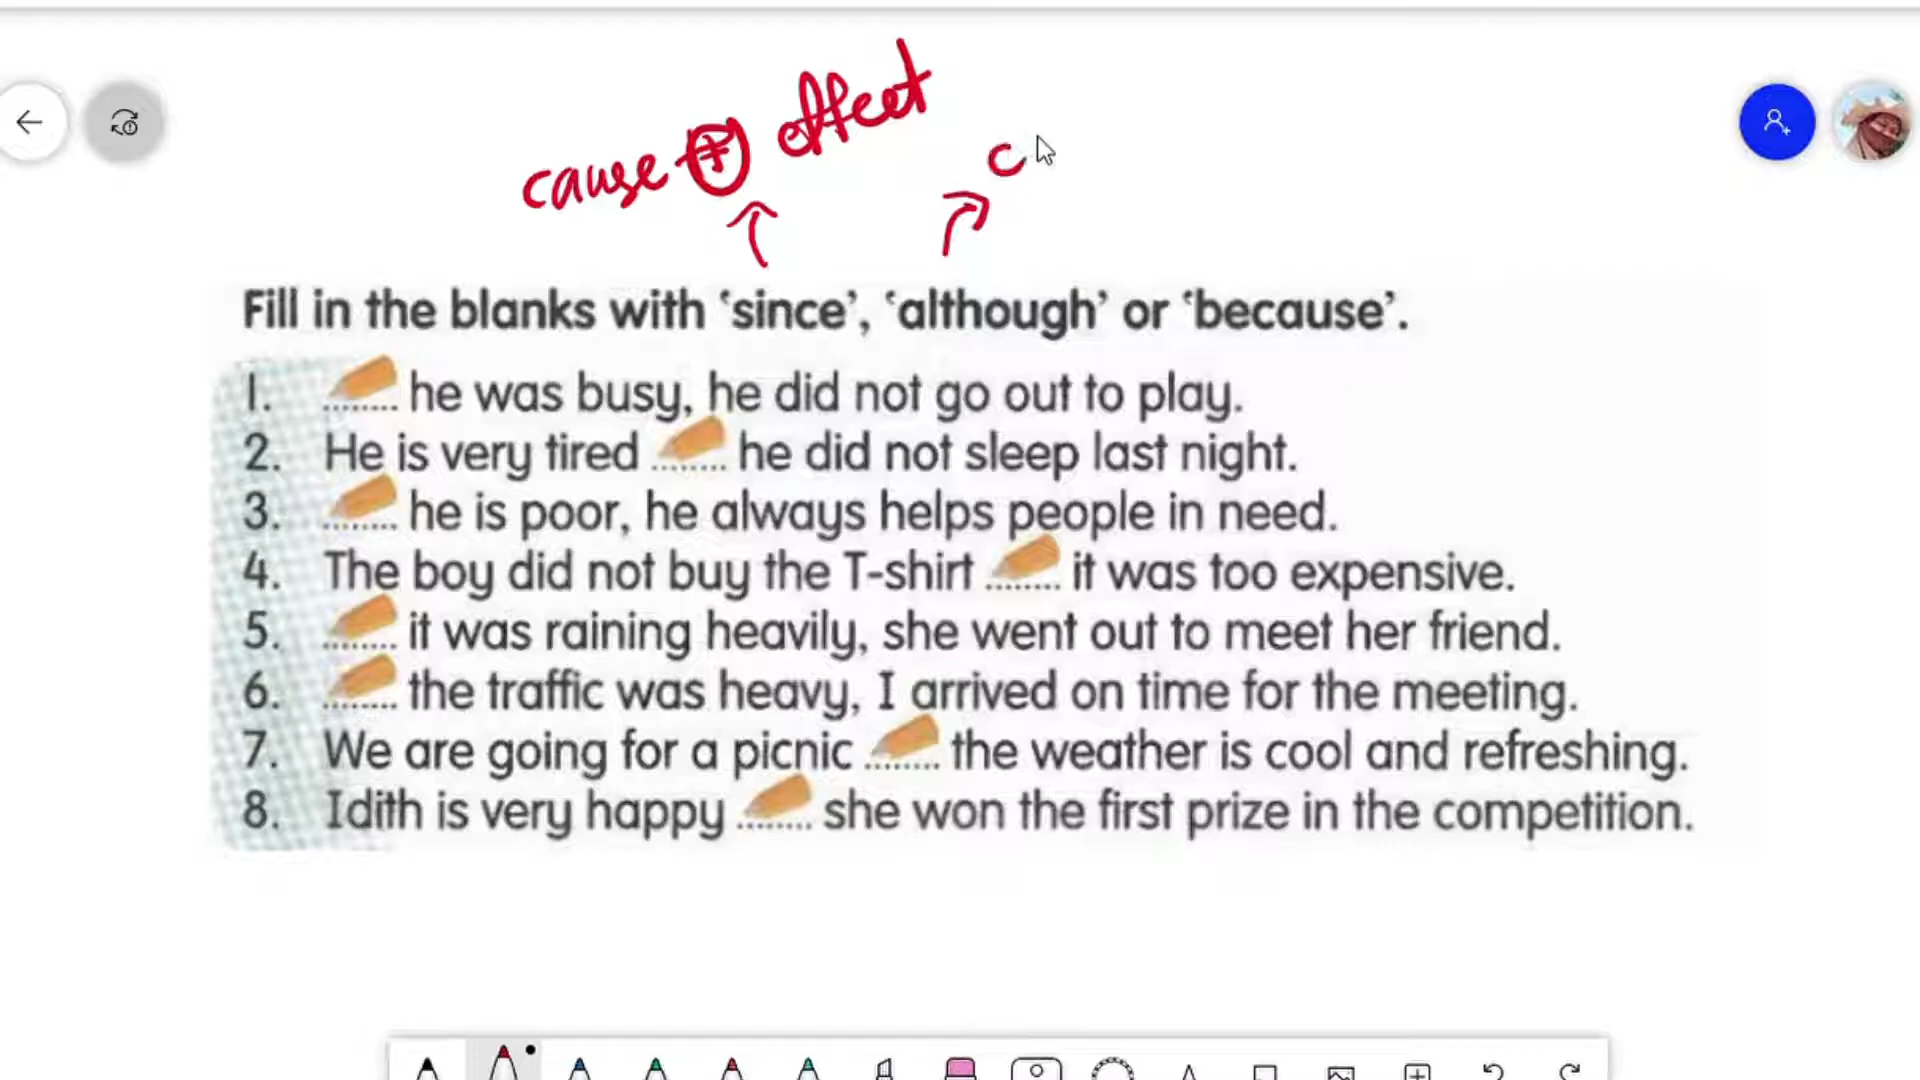 cause + effect
c
Fill in the blanks with ‘since’, ‘although’ or ‘because’.
1. ........ he was busy, he did not go out to play.
2. He is very tired ........ he did not sleep last night.
3. ........ he is poor, he always helps people in need.
4. The boy did not buy the T-shirt ........ it was too expensive.
5. ........ it was raining heavily, she went out to meet her friend.
6. ........ the traffic was heavy, I arrived on time for the meeting.
7. We are going for a picnic ........ the weather is cool and refreshing.
8. Idith is very happy ........ she won the first prize in the competition.